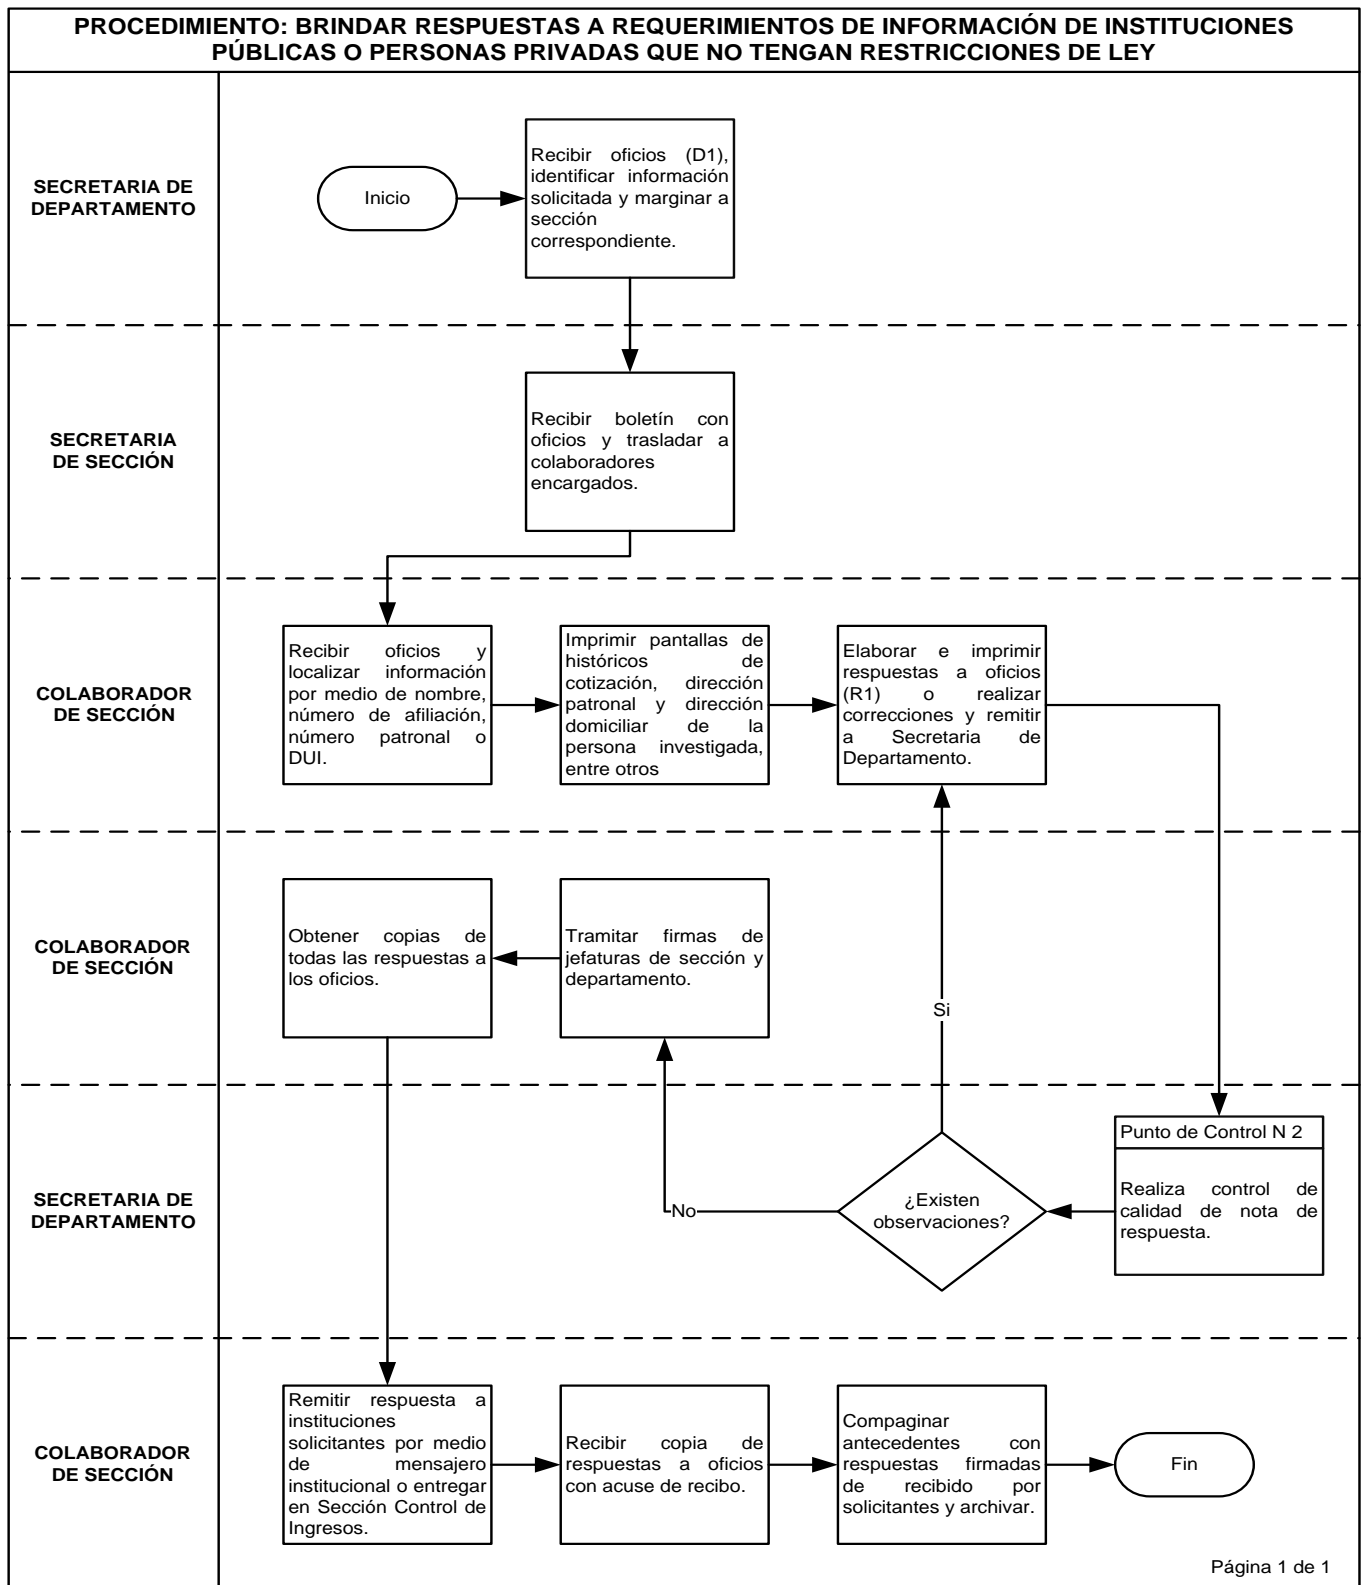 PROCEDIMIENTO: BRINDAR RESPUESTAS A REQUERIMIENTOS DE INFORMACIÓN DE INSTITUCIONES
PÚBLICAS O PERSONAS PRIVADAS QUE NO TENGAN RESTRICCIONES DE LEY
SECRETARIA DE
DEPARTAMENTO
Inicio
Recibir oficios (D1),
identificar información
solicitada y marginar a
sección
correspondiente.
SECRETARIA
DE SECCIÓN
Recibir boletín con
oficios y trasladar a
colaboradores
encargados.
COLABORADOR
DE SECCIÓN
Recibir oficios y
localizar información
por medio de nombre,
número de afiliación,
número patronal o
DUI.
Imprimir pantallas de
históricos de
cotización, dirección
patronal y dirección
domiciliar de la
persona investigada,
entre otros
Elaborar e imprimir
respuestas a oficios
(R1) o realizar
correcciones y remitir
a Secretaria de
Departamento.
COLABORADOR
DE SECCIÓN
Obtener copias de
todas las respuestas a
los oficios.
Tramitar firmas de
jefaturas de sección y
departamento.
Si
SECRETARIA DE
DEPARTAMENTO
No
¿Existen
observaciones?
Punto de Control N 2
Realiza control de
calidad de nota de
respuesta.
COLABORADOR
DE SECCIÓN
Remitir respuesta a
instituciones
solicitantes por medio
de mensajero
institucional o entregar
en Sección Control de
Ingresos.
Recibir copia de
respuestas a oficios
con acuse de recibo.
Compaginar
antecedentes con
respuestas firmadas
de recibido por
solicitantes y archivar.
Fin
Página 1 de 1